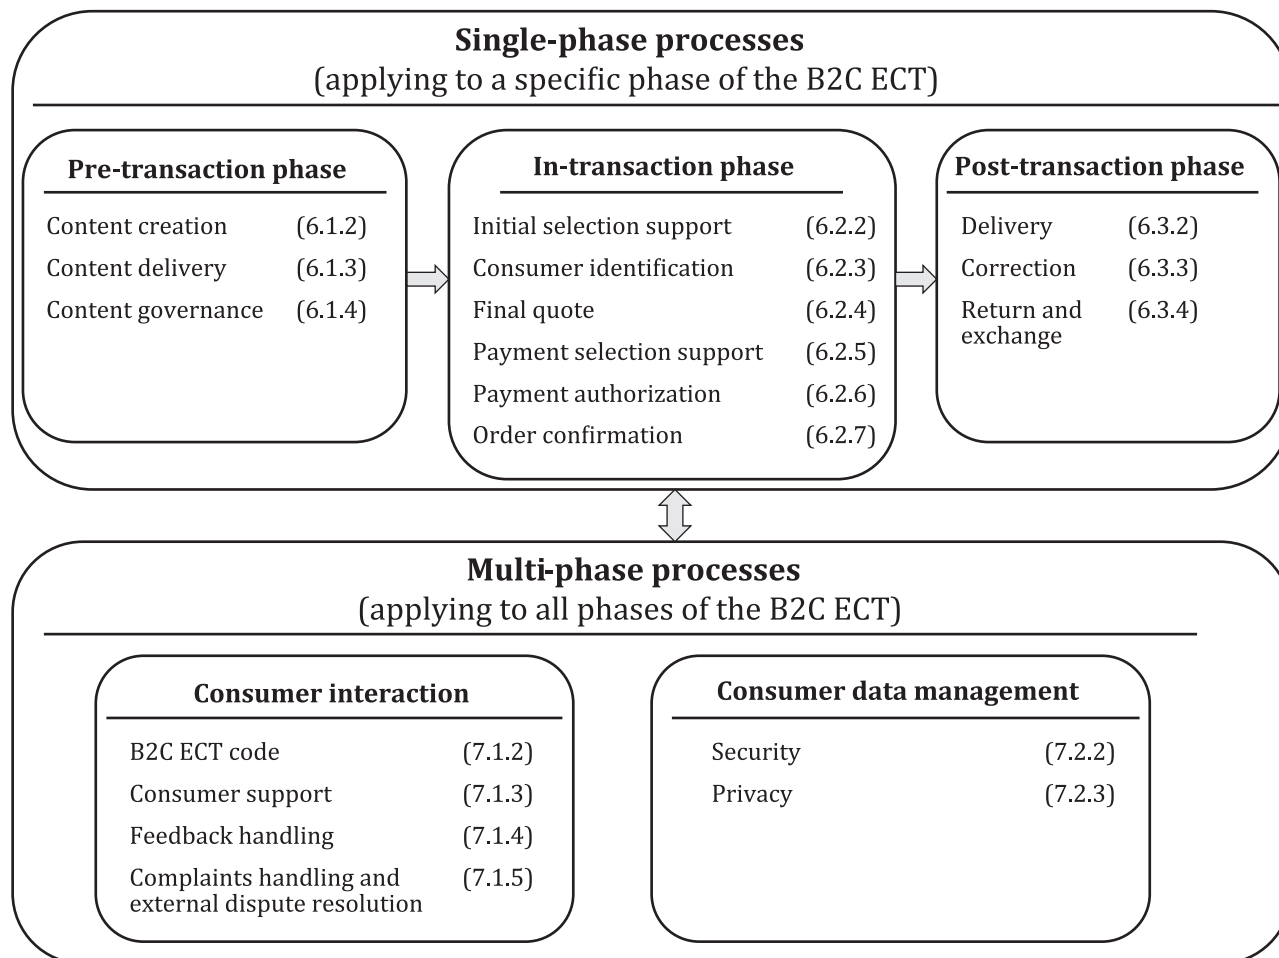 Single-phase processes
(applying to a specific phase of the B2C ECT)
Pre-transaction phase
Content creation (6.1.2)
Content delivery (6.1.3)
Content governance (6.1.4)
In-transaction phase
Initial selection support (6.2.2)
Consumer identification (6.2.3)
Final quote (6.2.4)
Payment selection support (6.2.5)
Payment authorization (6.2.6)
Order confirmation (6.2.7)
Post-transaction phase
Delivery (6.3.2)
Correction (6.3.3)
Return and (6.3.4)
exchange
Multi-phase processes
(applying to all phases of the B2C ECT)
Consumer interaction
B2C ECT code (7.1.2)
Consumer support (7.1.3)
Feedback handling (7.1.4)
Complaints handling and (7.1.5)
external dispute resolution
Consumer data management
Security (7.2.2)
Privacy (7.2.3)